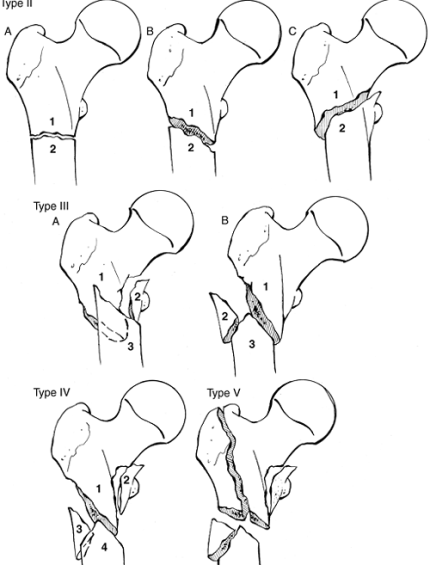 Type II
A B C
1 1 1
2 2 2
Type III
A B
1 2 3
1 2 3
Type IV Type V
1 2 3 4